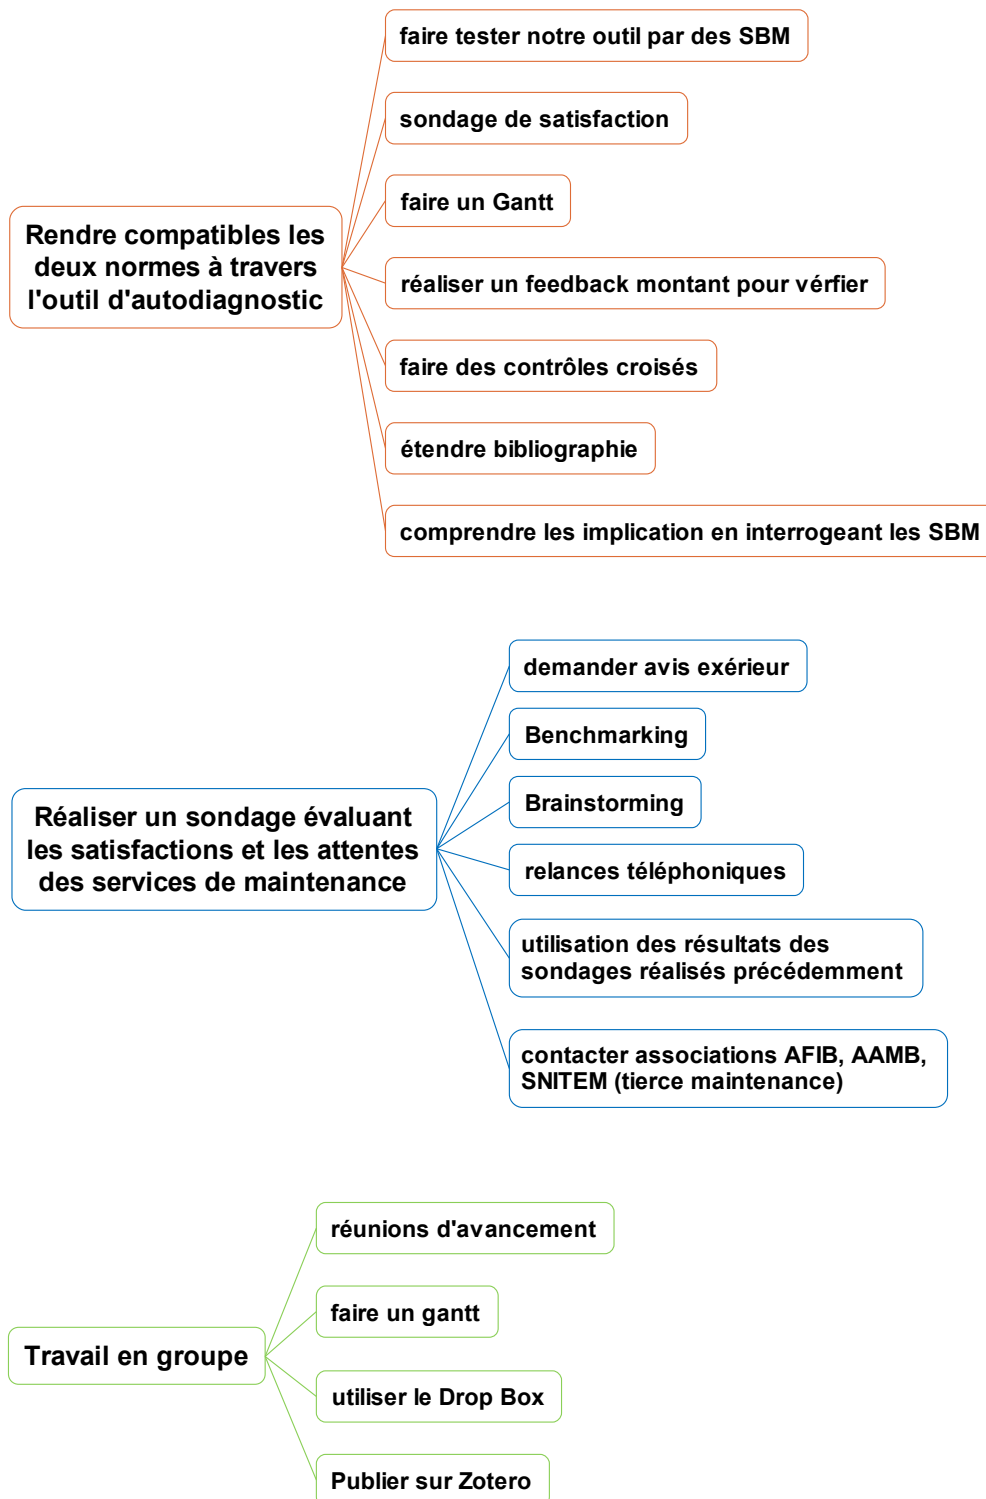 faire tester notre outil par des SBM
sondage de satisfaction
faire un Gantt
Rendre compatibles les
deux normes à travers
l'outil d'autodiagnostic
réaliser un feedback montant pour vérfier
faire des contrôles croisés
étendre bibliographie
comprendre les implication en interrogeant les SBM
demander avis exérieur
Benchmarking
Brainstorming
Réaliser un sondage évaluant
les satisfactions et les attentes
des services de maintenance
relances téléphoniques
utilisation des résultats des
sondages réalisés précédemment
contacter associations AFIB, AAMB,
SNITEM (tierce maintenance)
réunions d'avancement
faire un gantt
Travail en groupe
utiliser le Drop Box
Publier sur Zotero